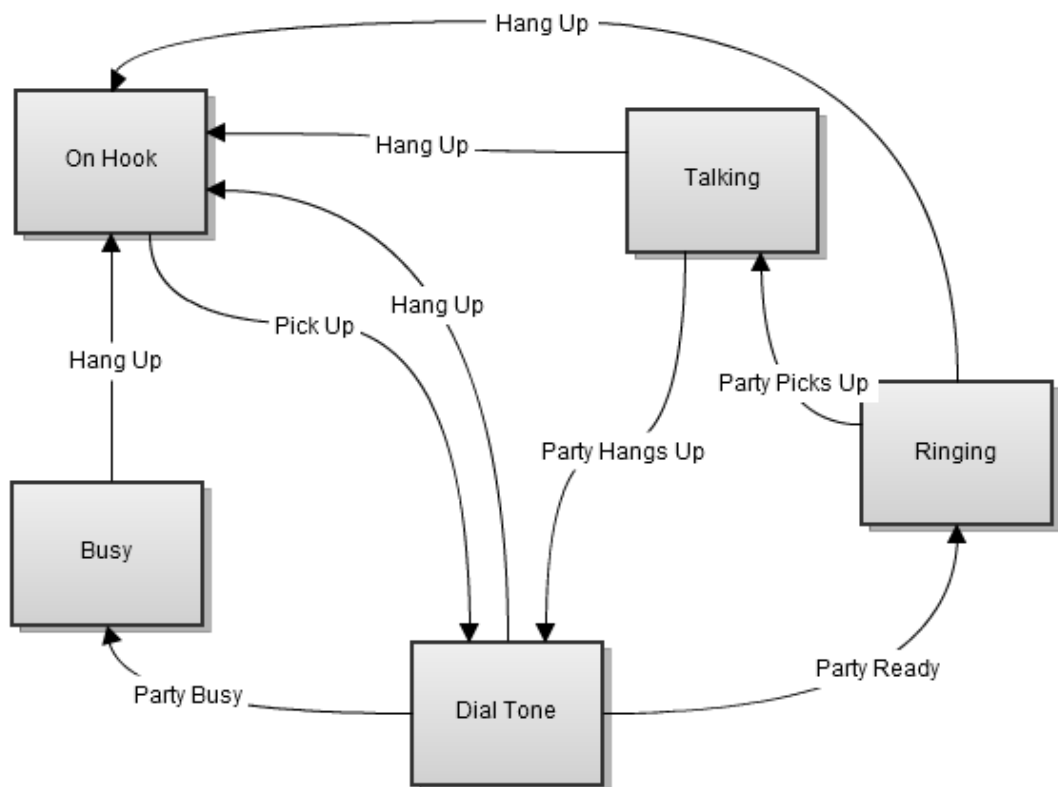 Hang Up
On Hook
Hang Up
Talking
Hang Up
Pick Up
Hang Up
Party Picks Up
Party Hangs Up
Ringing
Busy
Party Ready
Party Busy
Dial Tone